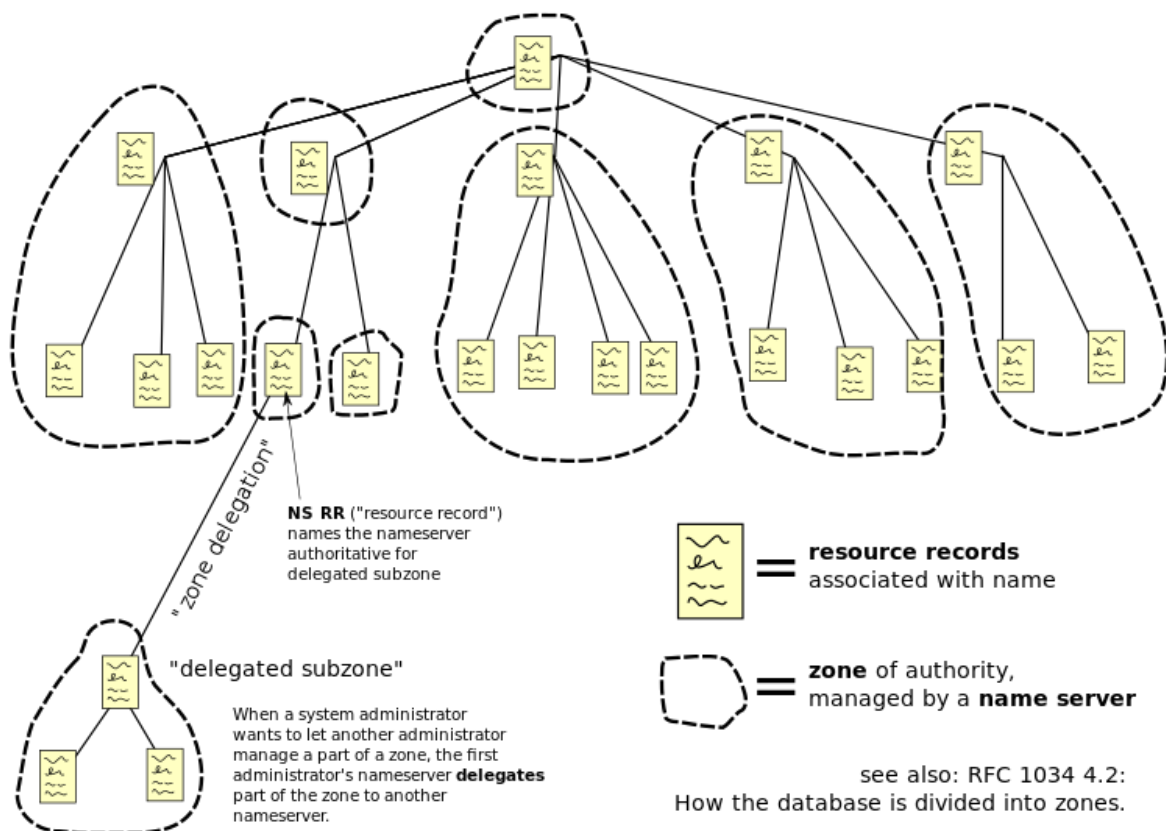 "zone delegation"
NS RR ("resource record")
names the nameserver
authoritative for
delegated subzone
"delegated subzone"
When a system administrator
wants to let another administrator
manage a part of a zone, the first
administrator's nameserver delegates
part of the zone to another
nameserver.
= resource records
associated with name
= zone of authority,
managed by a name server
see also: RFC 1034 4.2:
How the database is divided into zones.